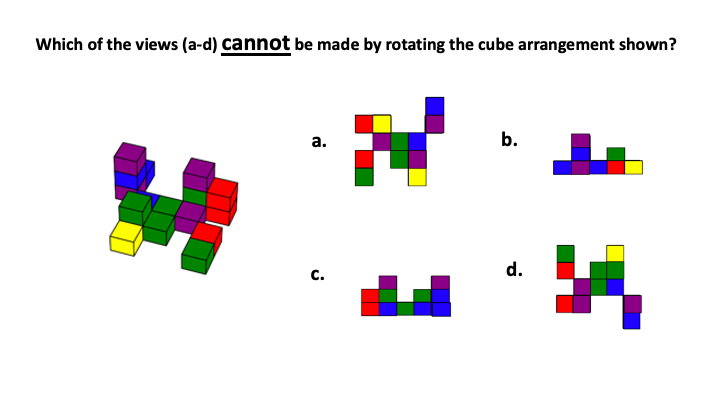 Which of the views (a-d) cannot be made by rotating the cube arrangement shown?
a.
b.
c.
d.